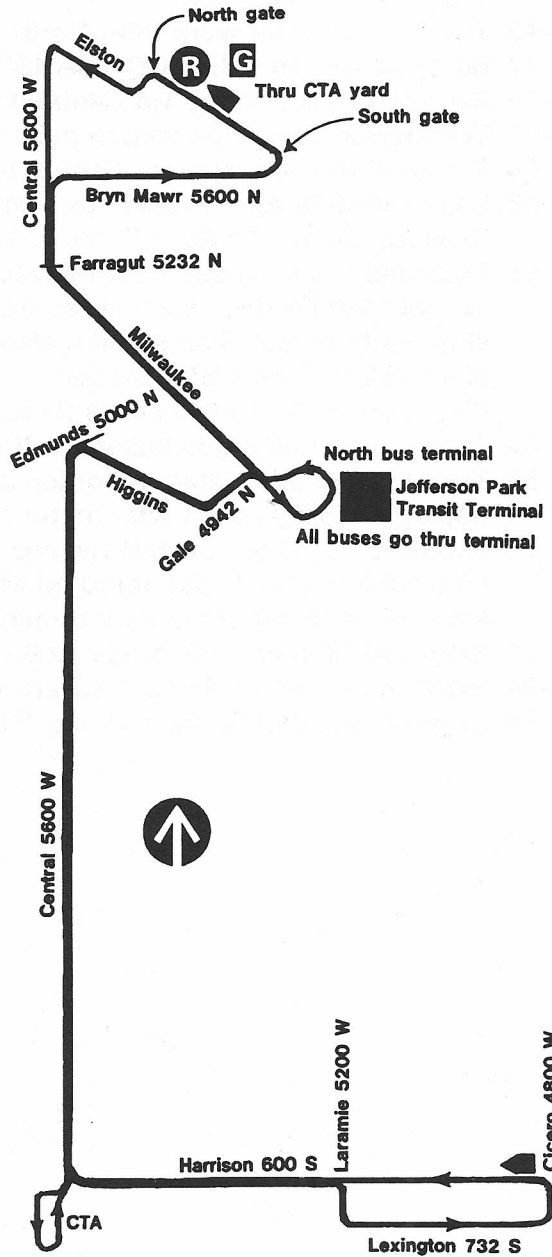 North gate
Elston
R
G
Thru CTA yard
South gate
Central 5600 W
Bryn Mawr 5600 N
Farragut 5232 N
Milwaukee
Edmunds 5000 N
Higgins
Gale 4942 N
North bus terminal
Jefferson Park
Transit Terminal
All buses go thru terminal
Central 5600 W
Laramie 5200 W
Cicero 4800 W
Harrison 600 S
CTA
Lexington 732 S